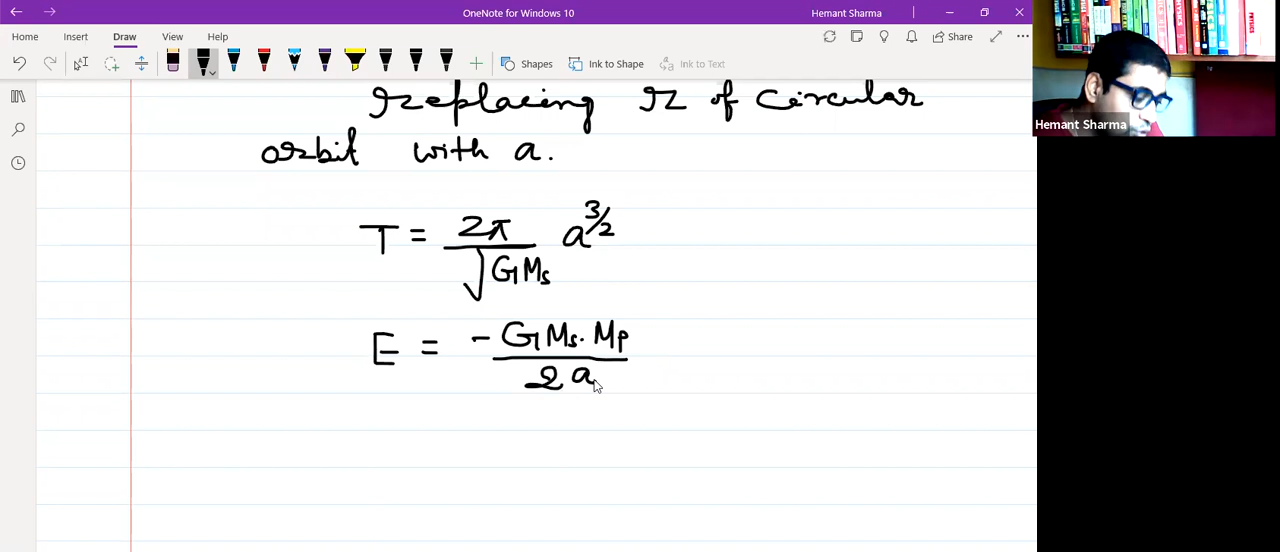 OneNote for Windows 10
Hemant Sharma
Home Insert Draw View Help
Share
Shapes Ink to Shape Ink to Text
replacing r of circular
orbit with a.
T = 2π/√GMs a^3/2
E = -GMs.Mp/2a
Hemant Sharma